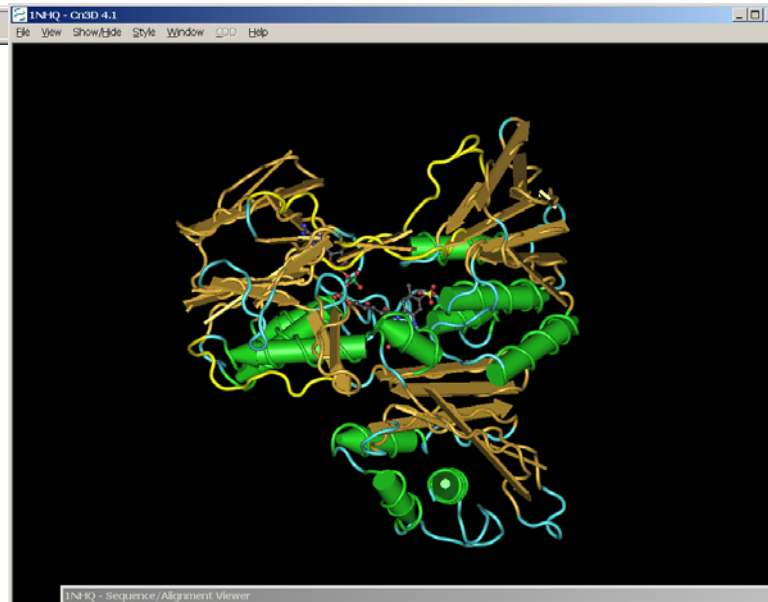 1NHQ - Cn3D 4.1
File View Show/Hide Style Window CDD Help
1NHQ - Sequence/Alignment Viewer